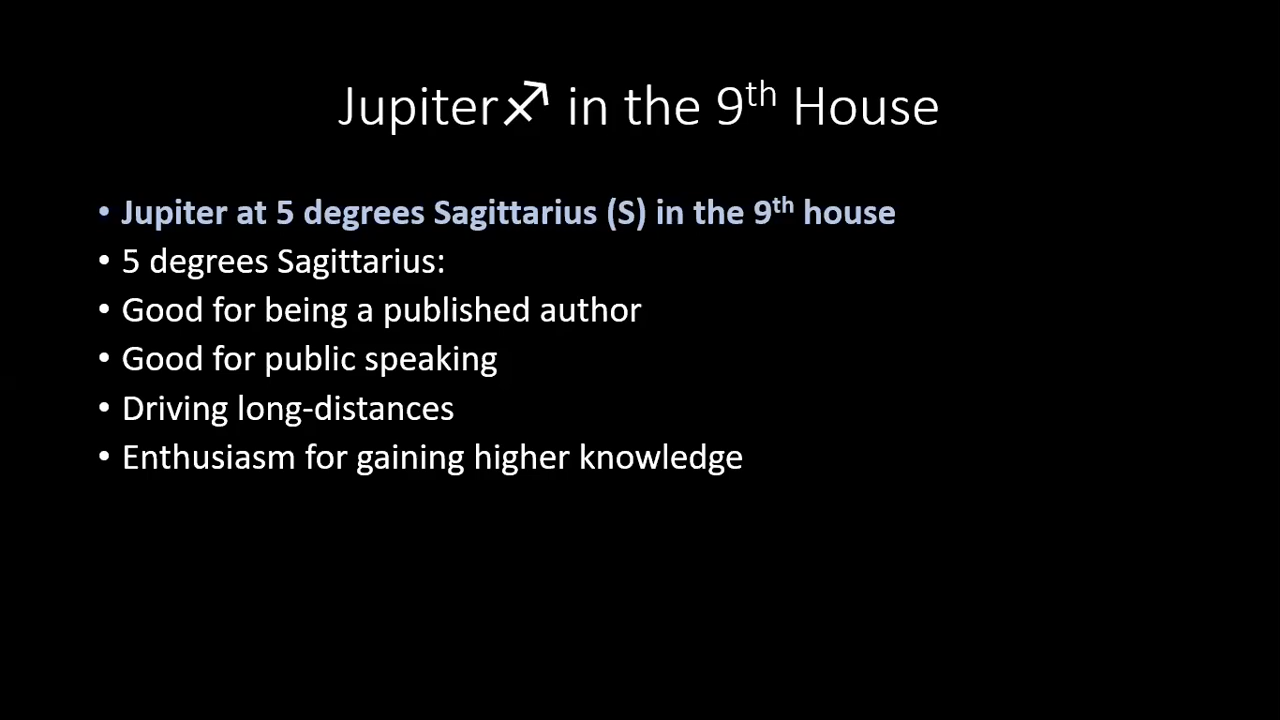 Jupiter♐ in the 9th House
• Jupiter at 5 degrees Sagittarius (S) in the 9th house
• 5 degrees Sagittarius:
• Good for being a published author
• Good for public speaking
• Driving long-distances
• Enthusiasm for gaining higher knowledge